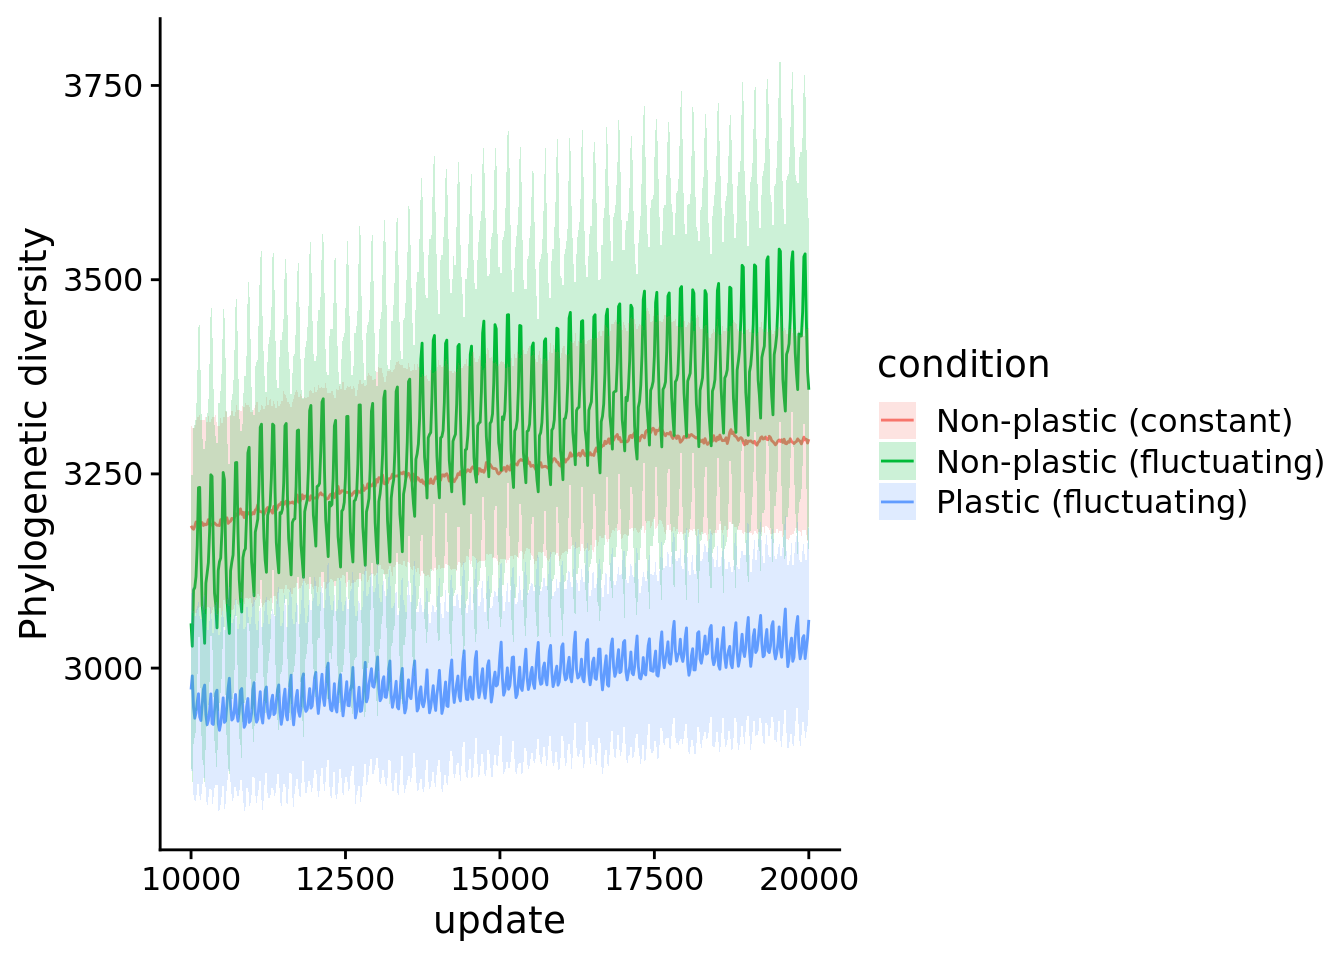 Phylogenetic diversity
3750
3500
3250
3000
10000 12500 15000 17500 20000
update
condition
Non-plastic (constant)
Non-plastic (fluctuating)
Plastic (fluctuating)